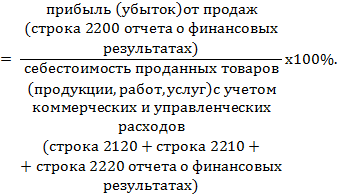 прибыль (убыток)от продаж
(строка 2200 отчета о финансовых
результатах)
= х100%.
себестоимость проданных товаров
(продукции, работ, услуг)с учетом
коммерческих и управленческих
расходов
(строка 2120 + строка 2210 +
+ строка 2220 отчета о финансовых
результатах)